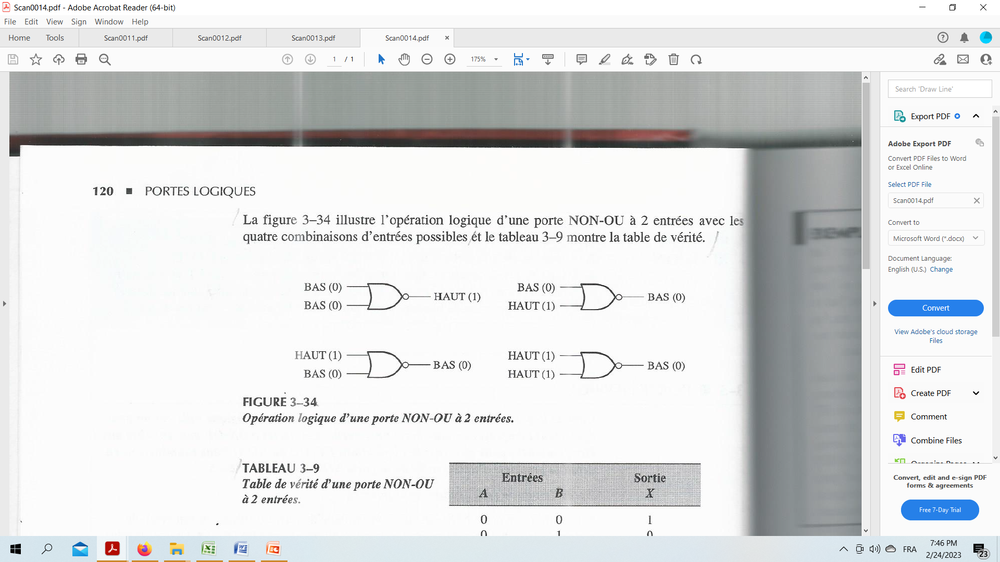 Scan0014.pdf - Adobe Acrobat Reader (64-bit)
File Edit View Sign Window Help
Home Tools Scan0011.pdf Scan0012.pdf Scan0013.pdf Scan0014.pdf
1 / 1 175%
Search 'Draw Line'
Export PDF
Adobe Export PDF
Convert PDF Files to Word
or Excel Online
Select PDF File
Scan0014.pdf
Convert to
Microsoft Word (*.docx)
Document Language:
English (U.S.) Change
Convert
View Adobe's cloud storage
Files
Edit PDF
Create PDF
Comment
Combine Files
Organize Pages
Convert, edit and e-sign PDF
forms & agreements
Free 7-Day Trial
120 ■ PORTES LOGIQUES
La figure 3–34 illustre l'opération logique d'une porte NON-OU à 2 entrées avec les
quatre combinaisons d'entrées possibles et le tableau 3–9 montre la table de vérité.
BAS (0)
BAS (0)
HAUT (1)
BAS (0)
HAUT (1)
BAS (0)
HAUT (1)
BAS (0)
BAS (0)
HAUT (1)
HAUT (1)
BAS (0)
FIGURE 3–34
Opération logique d'une porte NON-OU à 2 entrées.
TABLEAU 3–9
Table de vérité d'une porte NON-OU
à 2 entrées.
Entrées Sortie
A B X
0 0 1
0 1 0
FRA
7:46 PM
2/24/2023
23